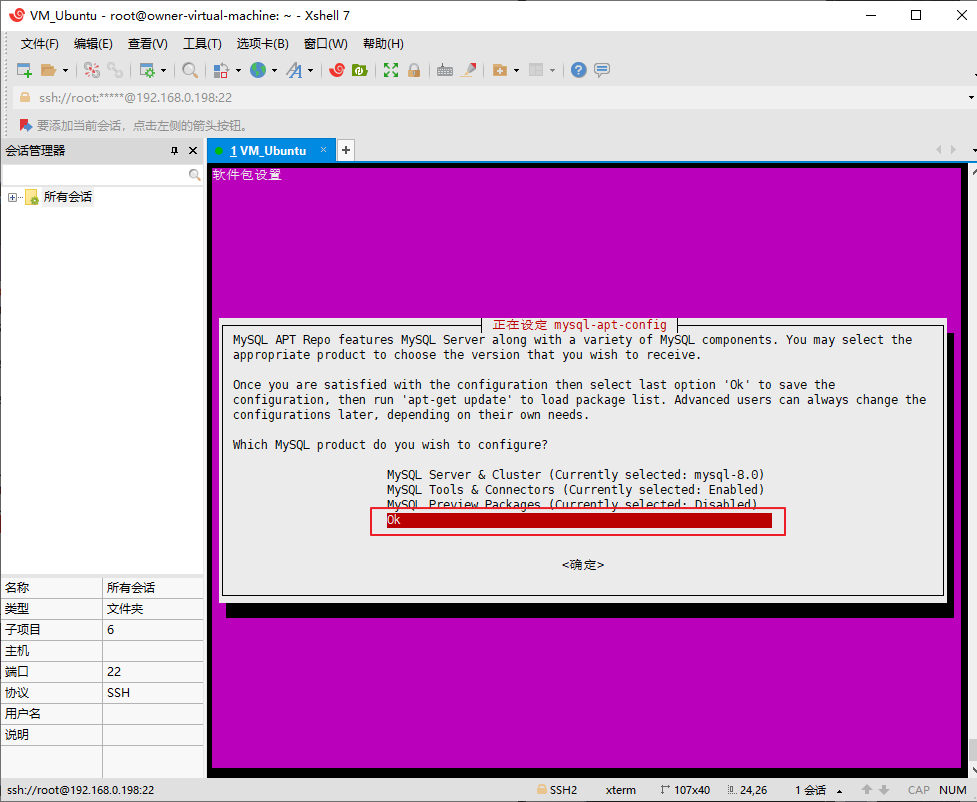 VM_Ubuntu - root@owner-virtual-machine: ~ - Xshell 7
文件(F) 编辑(E) 查看(V) 工具(T) 选项卡(B) 窗口(W) 帮助(H)
ssh://root:*****@192.168.0.198:22
要添加当前会话，点击左侧的箭头按钮。
会话管理器
1 VM_Ubuntu
所有会话
软件包设置
正在设定 mysql-apt-config
MySQL APT Repo features MySQL Server along with a variety of MySQL components. You may select the
appropriate product to choose the version that you wish to receive.
Once you are satisfied with the configuration then select last option 'Ok' to save the
configuration, then run 'apt-get update' to load package list. Advanced users can always change the
configurations later, depending on their own needs.
Which MySQL product do you wish to configure?
MySQL Server & Cluster (Currently selected: mysql-8.0)
MySQL Tools & Connectors (Currently selected: Enabled)
MySQL Preview Packages (Currently selected: Disabled)
Ok
<确定>
名称 所有会话
类型 文件夹
子项目 6
主机
端口 22
协议 SSH
用户名
说明
ssh://root@192.168.0.198:22 SSH2 xterm 107x40 24,26 1 会话 CAP NUM